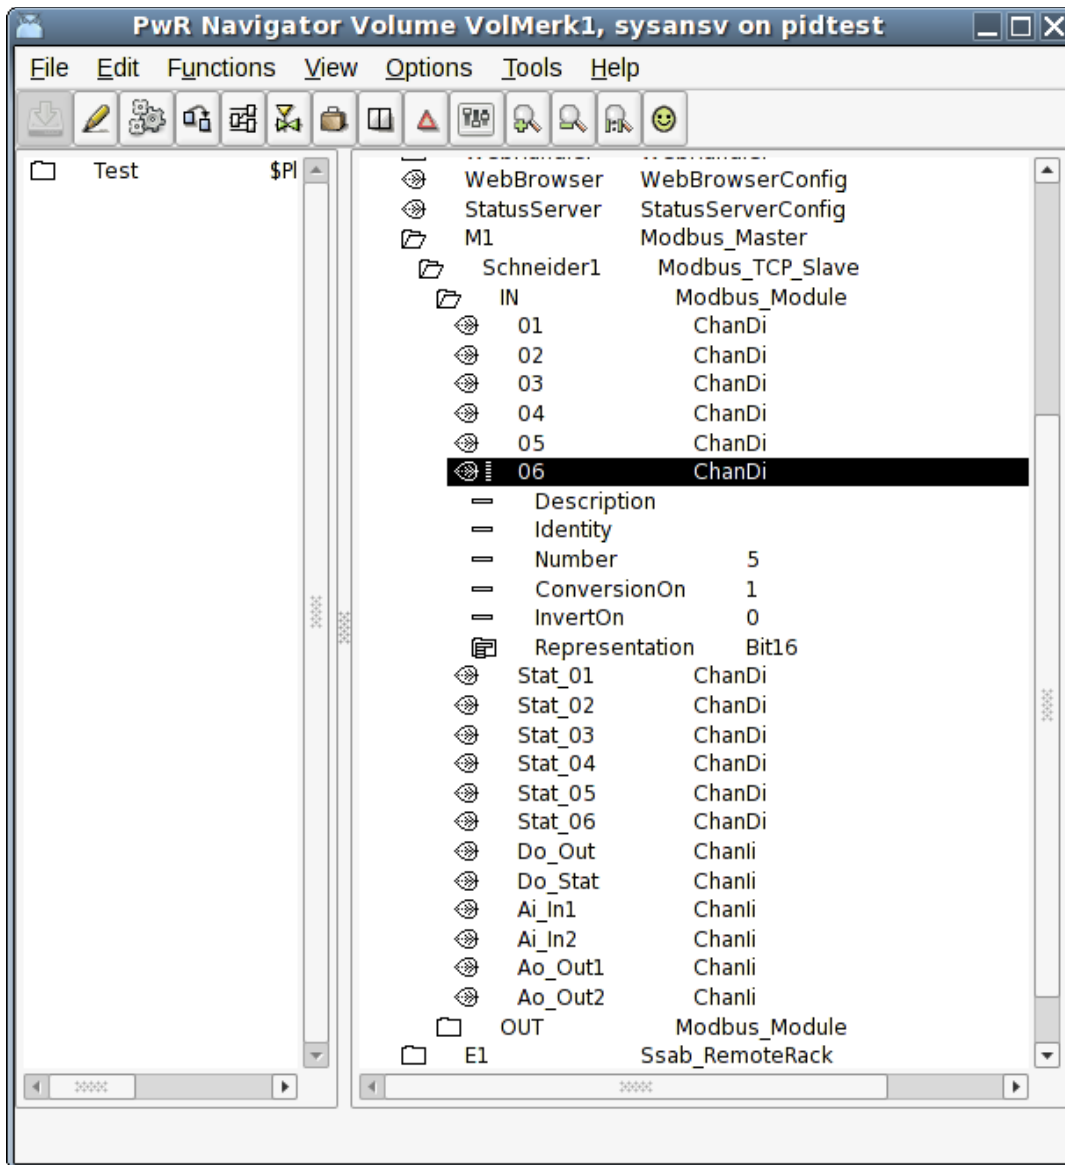 PwR Navigator Volume VolMerk1, sysansv on pidtest
File Edit Functions View Options Tools Help
Test $Pl
WebBrowser WebBrowserConfig
StatusServer StatusServerConfig
M1 Modbus_Master
Schneider1 Modbus_TCP_Slave
IN Modbus_Module
01 ChanDi
02 ChanDi
03 ChanDi
04 ChanDi
05 ChanDi
06 ChanDi
Description
Identity
Number 5
ConversionOn 1
InvertOn 0
Representation Bit16
Stat_01 ChanDi
Stat_02 ChanDi
Stat_03 ChanDi
Stat_04 ChanDi
Stat_05 ChanDi
Stat_06 ChanDi
Do_Out ChanIi
Do_Stat ChanIi
Ai_In1 ChanIi
Ai_In2 ChanIi
Ao_Out1 ChanIi
Ao_Out2 ChanIi
OUT Modbus_Module
E1 Ssab_RemoteRack